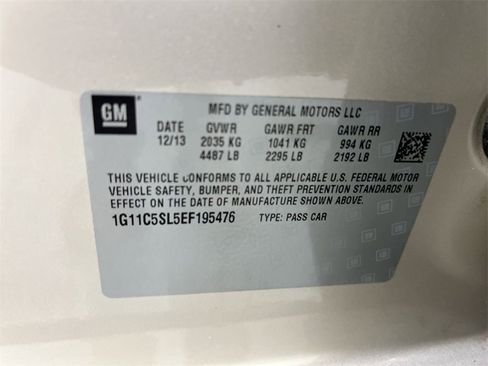 GM
MFD BY GENERAL MOTORS LLC
DATE GVWR GAWR FRT GAWR RR
12/13 2035 KG 1041 KG 994 KG
4487 LB 2295 LB 2192 LB
THIS VEHICLE CONFORMS TO ALL APPLICABLE U.S. FEDERAL MOTOR
VEHICLE SAFETY, BUMPER, AND THEFT PREVENTION STANDARDS IN
EFFECT ON THE DATE OF MANUFACTURE SHOWN ABOVE.
1G11C5SL5EF195476 TYPE: PASS CAR